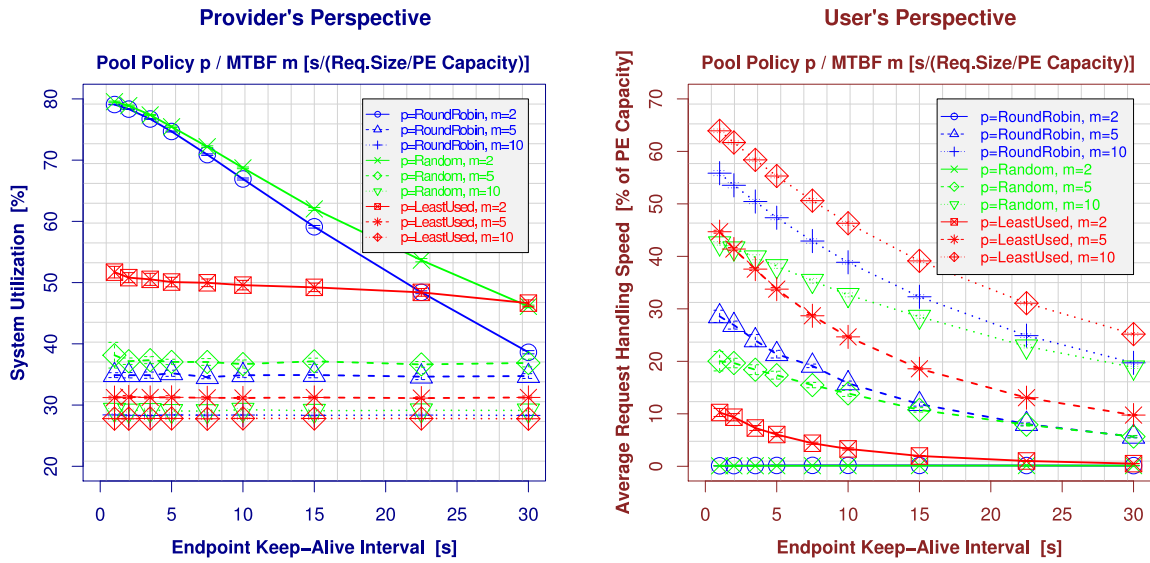 Provider's Perspective
Pool Policy p / MTBF m [s/(Req.Size/PE Capacity)]
System Utilization [%]
80
70
60
50
40
30
20
p=RoundRobin, m=2
p=RoundRobin, m=5
p=RoundRobin, m=10
p=Random, m=2
p=Random, m=5
p=Random, m=10
p=LeastUsed, m=2
p=LeastUsed, m=5
p=LeastUsed, m=10
0 5 10 15 20 25 30
Endpoint Keep−Alive Interval [s]
User's Perspective
Pool Policy p / MTBF m [s/(Req.Size/PE Capacity)]
Average Request Handling Speed [% of PE Capacity]
70
60
50
40
30
20
10
0
p=RoundRobin, m=2
p=RoundRobin, m=5
p=RoundRobin, m=10
p=Random, m=2
p=Random, m=5
p=Random, m=10
p=LeastUsed, m=2
p=LeastUsed, m=5
p=LeastUsed, m=10
0 5 10 15 20 25 30
Endpoint Keep−Alive Interval [s]